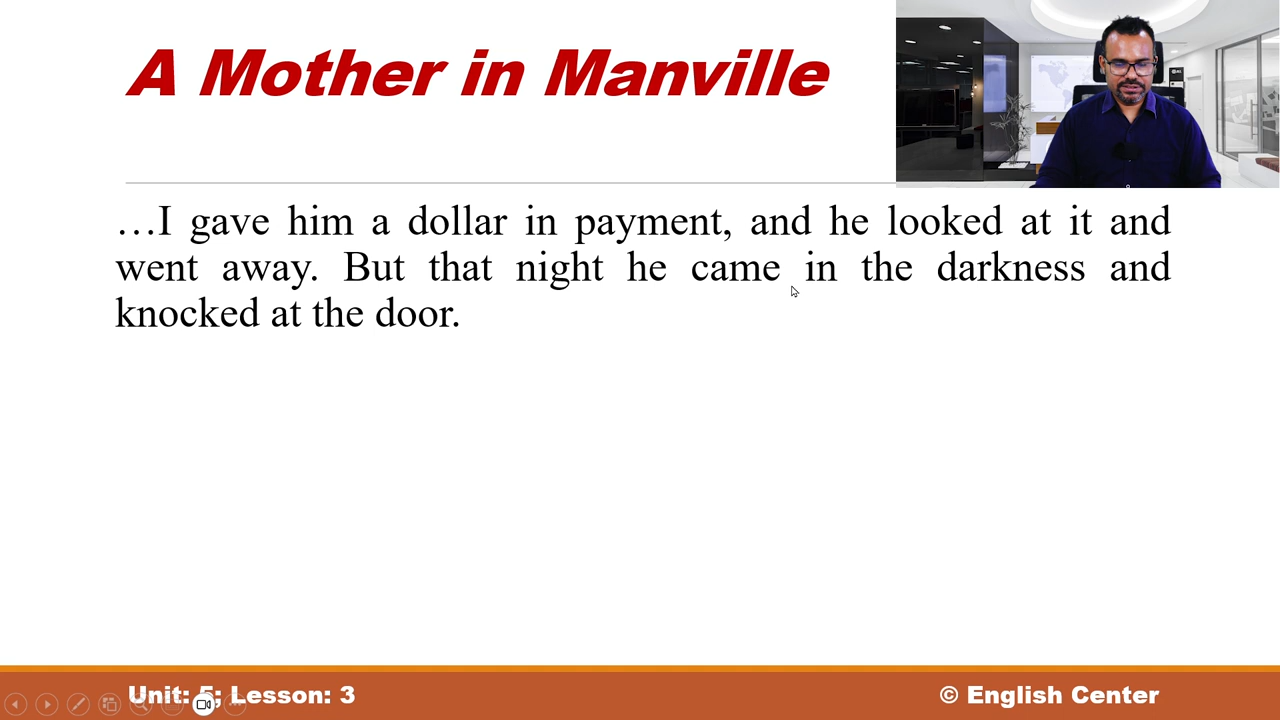 A Mother in Manville
…I gave him a dollar in payment, and he looked at it and
went away. But that night he came in the darkness and
knocked at the door.
Unit: 5; Lesson: 3
© English Center